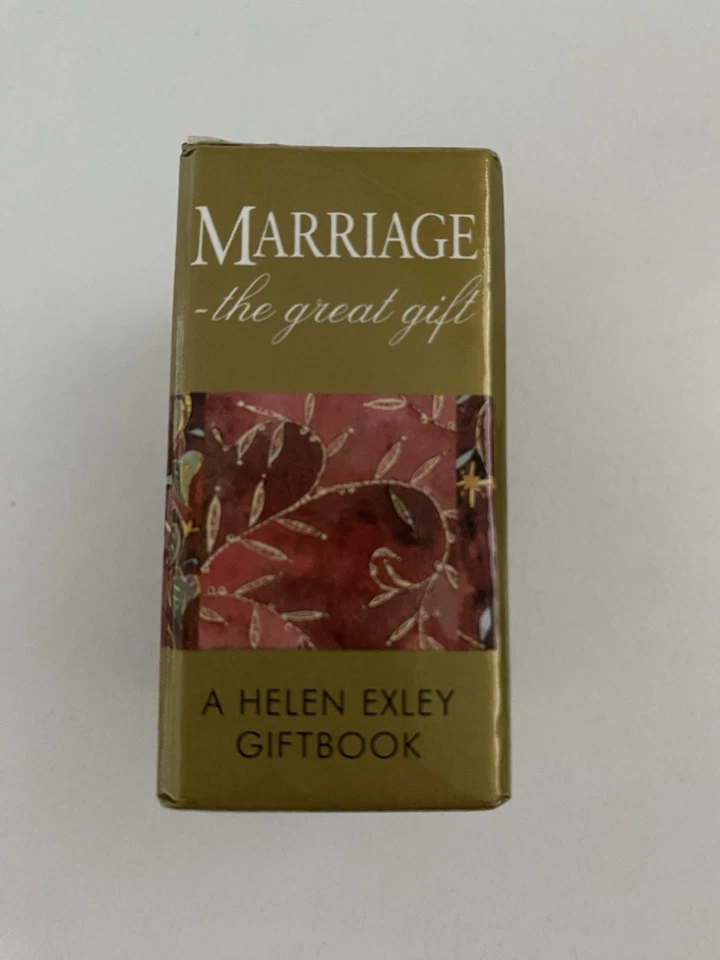 MARRIAGE
-the great gift
A HELEN EXLEY
GIFTBOOK